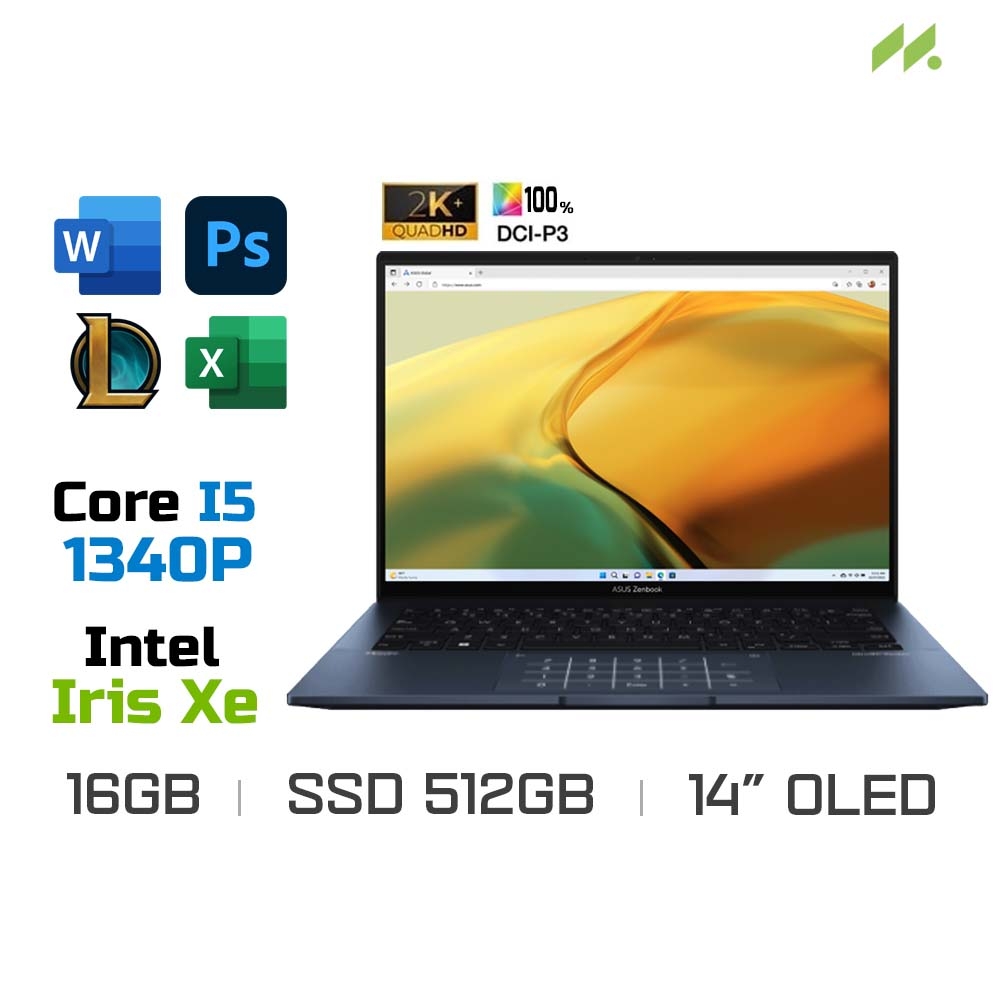 2K+
QUADHD
100%
DCI-P3
W
Ps
L
X
ASUS Zenbook
Core I5
1340P
Intel
Iris Xe
16GB | SSD 512GB | 14” OLED